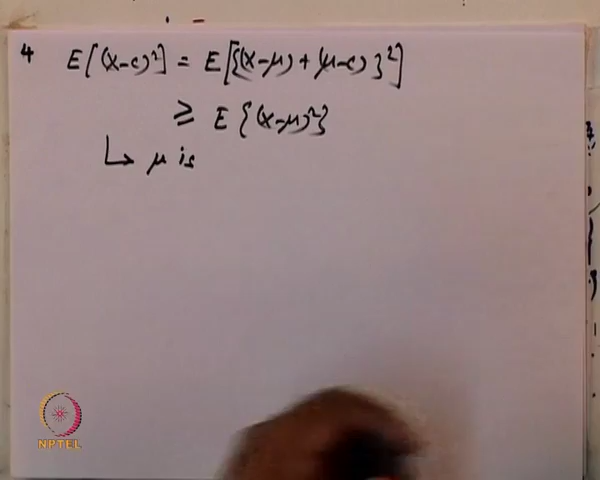 4 E[(X-c)²] = E[{(X-μ) + (μ-c)}²]
≥ E{(X-μ)²}
↳ μ is
NPTEL